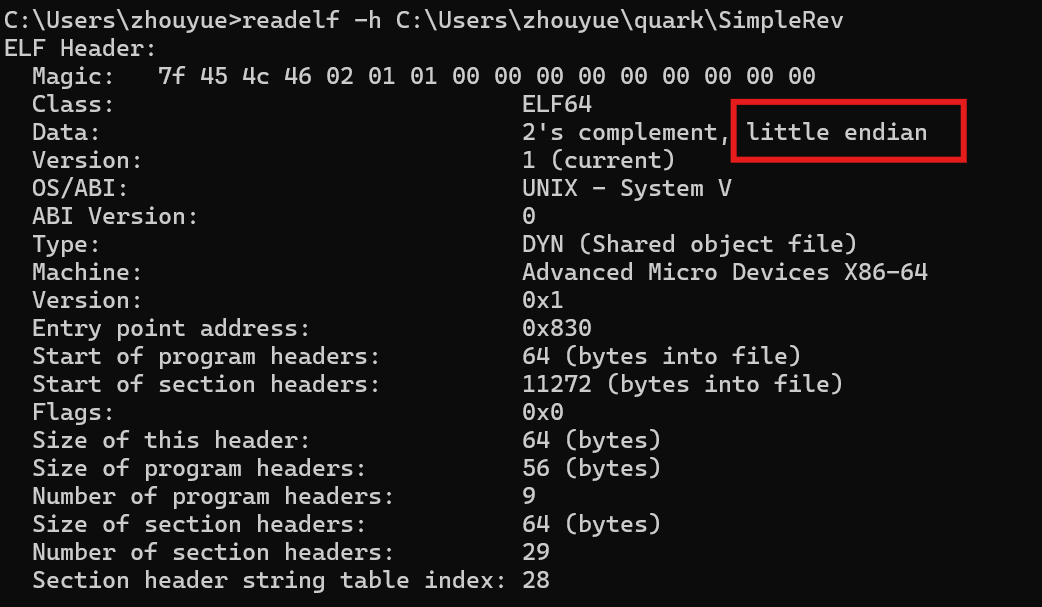 C:\Users\zhouyue>readelf -h C:\Users\zhouyue\quark\SimpleRev
ELF Header:
  Magic:   7f 45 4c 46 02 01 01 00 00 00 00 00 00 00 00 00
  Class:                             ELF64
  Data:                              2's complement, little endian
  Version:                           1 (current)
  OS/ABI:                            UNIX - System V
  ABI Version:                       0
  Type:                              DYN (Shared object file)
  Machine:                           Advanced Micro Devices X86-64
  Version:                           0x1
  Entry point address:               0x830
  Start of program headers:          64 (bytes into file)
  Start of section headers:          11272 (bytes into file)
  Flags:                             0x0
  Size of this header:               64 (bytes)
  Size of program headers:           56 (bytes)
  Number of program headers:         9
  Size of section headers:           64 (bytes)
  Number of section headers:         29
  Section header string table index: 28